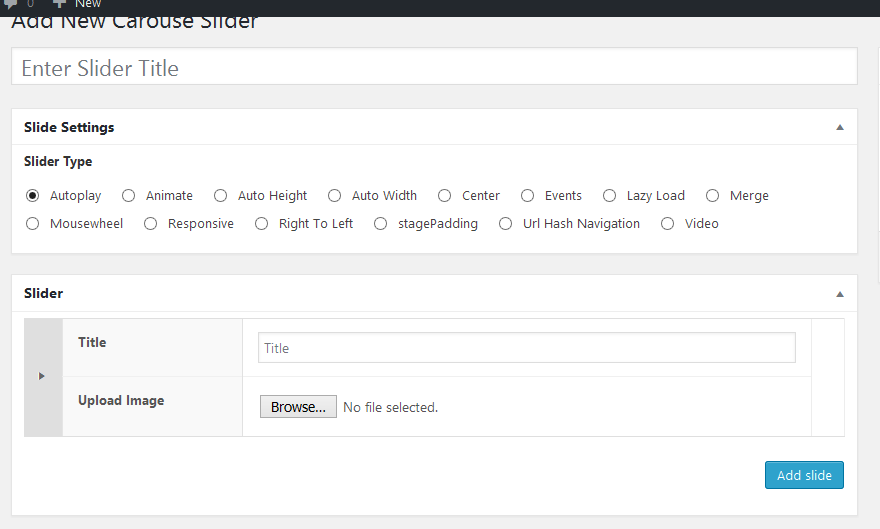 0 New
Add New Carouse Slider
Enter Slider Title
Slide Settings
Slider Type
Autoplay Animate Auto Height Auto Width Center Events Lazy Load Merge
Mousewheel Responsive Right To Left stagePadding Url Hash Navigation Video
Slider
Title Title
Upload Image Browse... No file selected.
Add slide